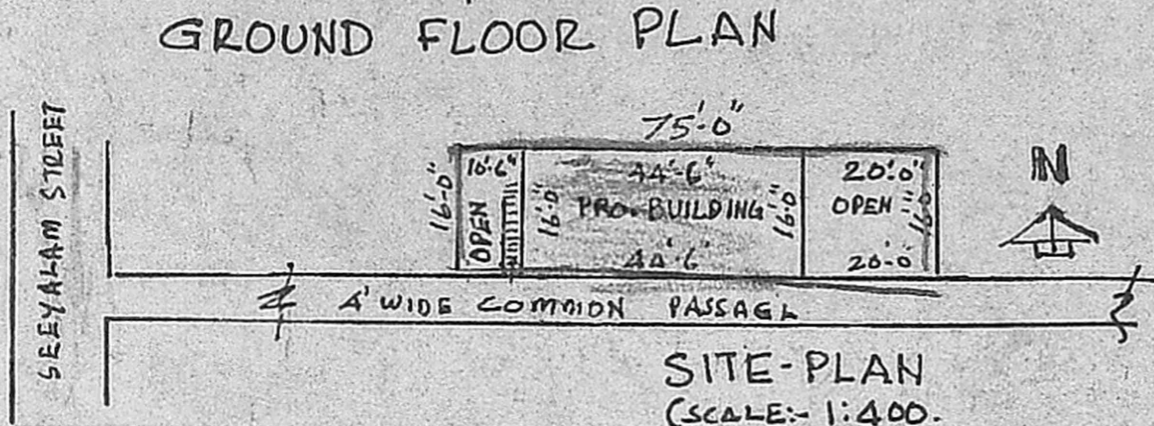 GROUND FLOOR PLAN
SEEYALAM STREET
75'-0"
16'-0"
10'-6"
OPEN
16'-0"
44'-6"
PRO. BUILDING
44'-6"
16'-0"
20'-0"
OPEN
16'-0"
20'-0"
N
4' WIDE COMMON PASSAGE
SITE-PLAN
(SCALE:- 1:400.